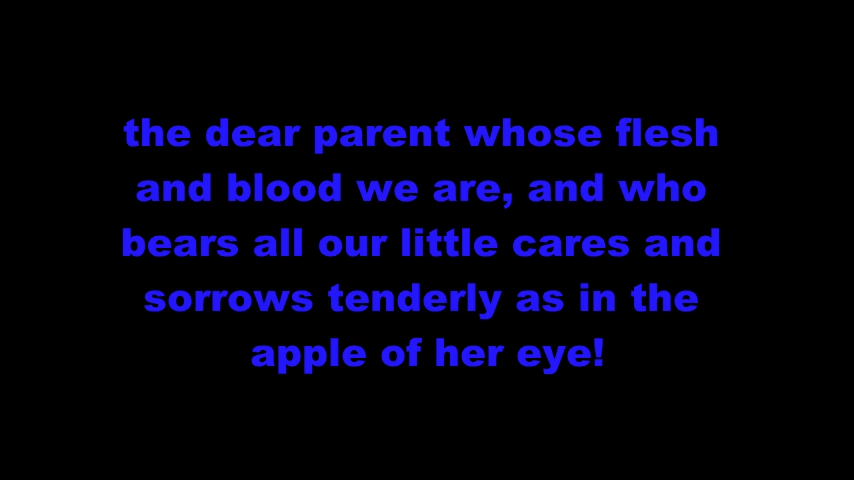 the dear parent whose flesh
and blood we are, and who
bears all our little cares and
sorrows tenderly as in the
apple of her eye!